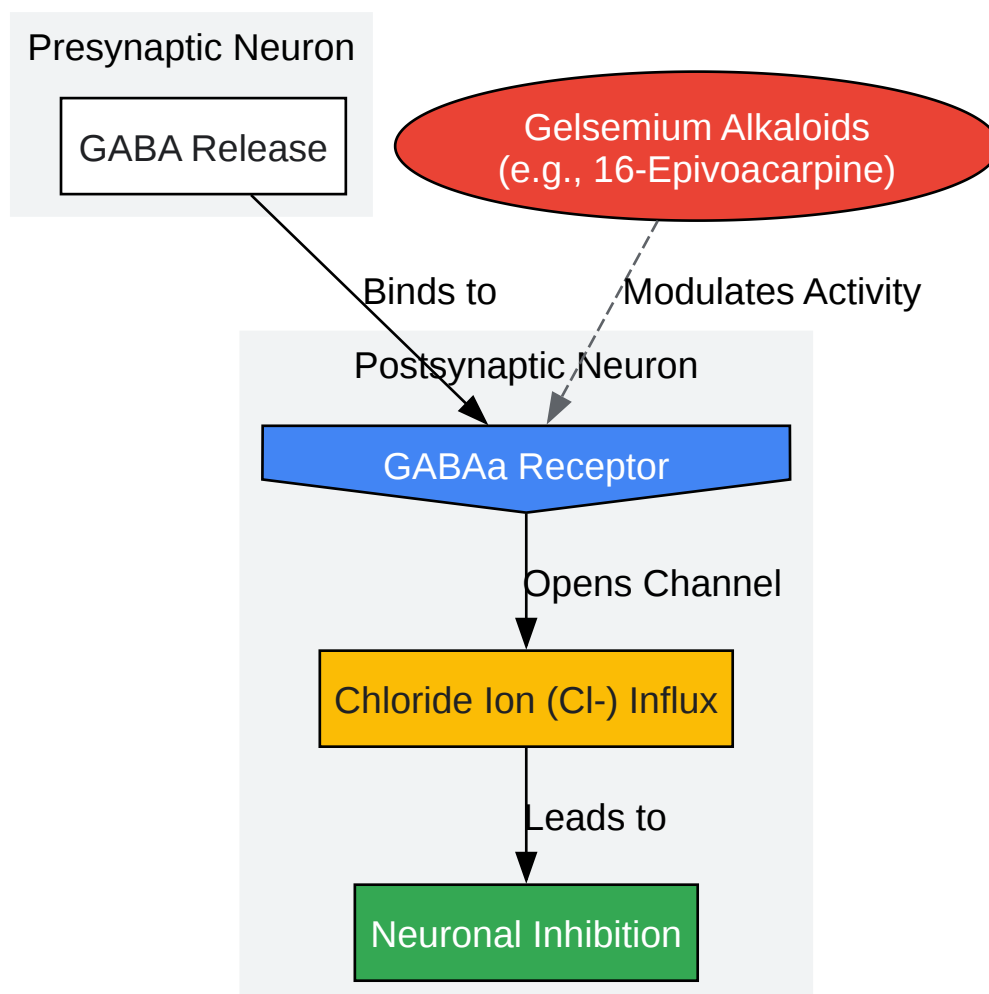 Presynaptic Neuron
GABA Release
Gelsemium Alkaloids
(e.g., 16-Epivoacarpine)
Binds to
Modulates Activity
Postsynaptic Neuron
GABAa Receptor
Opens Channel
Chloride Ion (Cl-) Influx
Leads to
Neuronal Inhibition